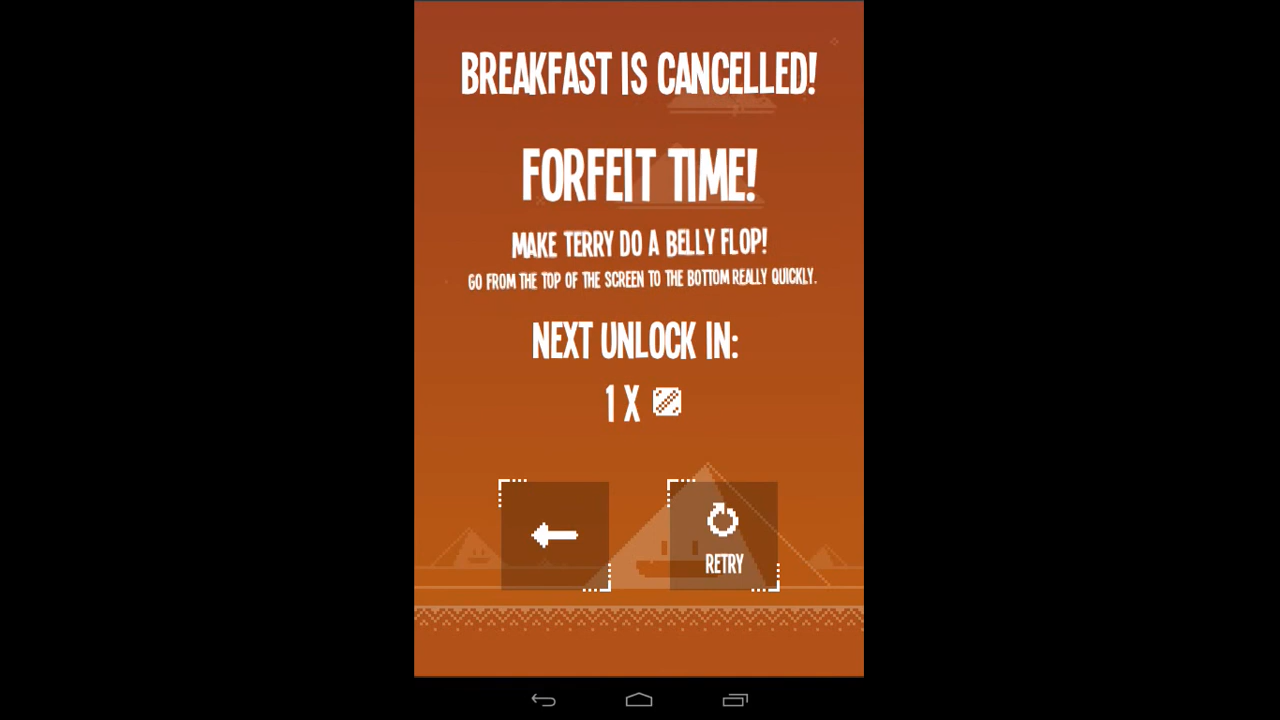 BREAKFAST IS CANCELLED!
FORFEIT TIME!
MAKE TERRY DO A BELLY FLOP!
GO FROM THE TOP OF THE SCREEN TO THE BOTTOM REALLY QUICKLY.
NEXT UNLOCK IN:
1 X
RETRY